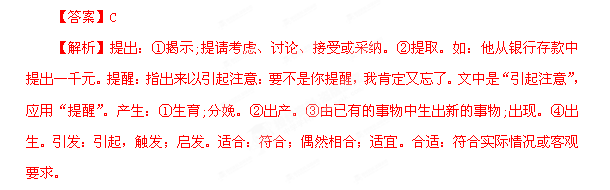 【答案】C
【解析】提出：①揭示;提请考虑、讨论、接受或采纳。②提取。如：他从银行存款中
提出一千元。提醒：指出来以引起注意：要不是你提醒，我肯定又忘了。文中是“引起注意”，
应用“提醒”。产生：①生育;分娩。②出产。③由已有的事物中生出新的事物;出现。④出
生。引发：引起，触发；启发。适合：符合；偶然相合；适宜。合适：符合实际情况或客观
要求。